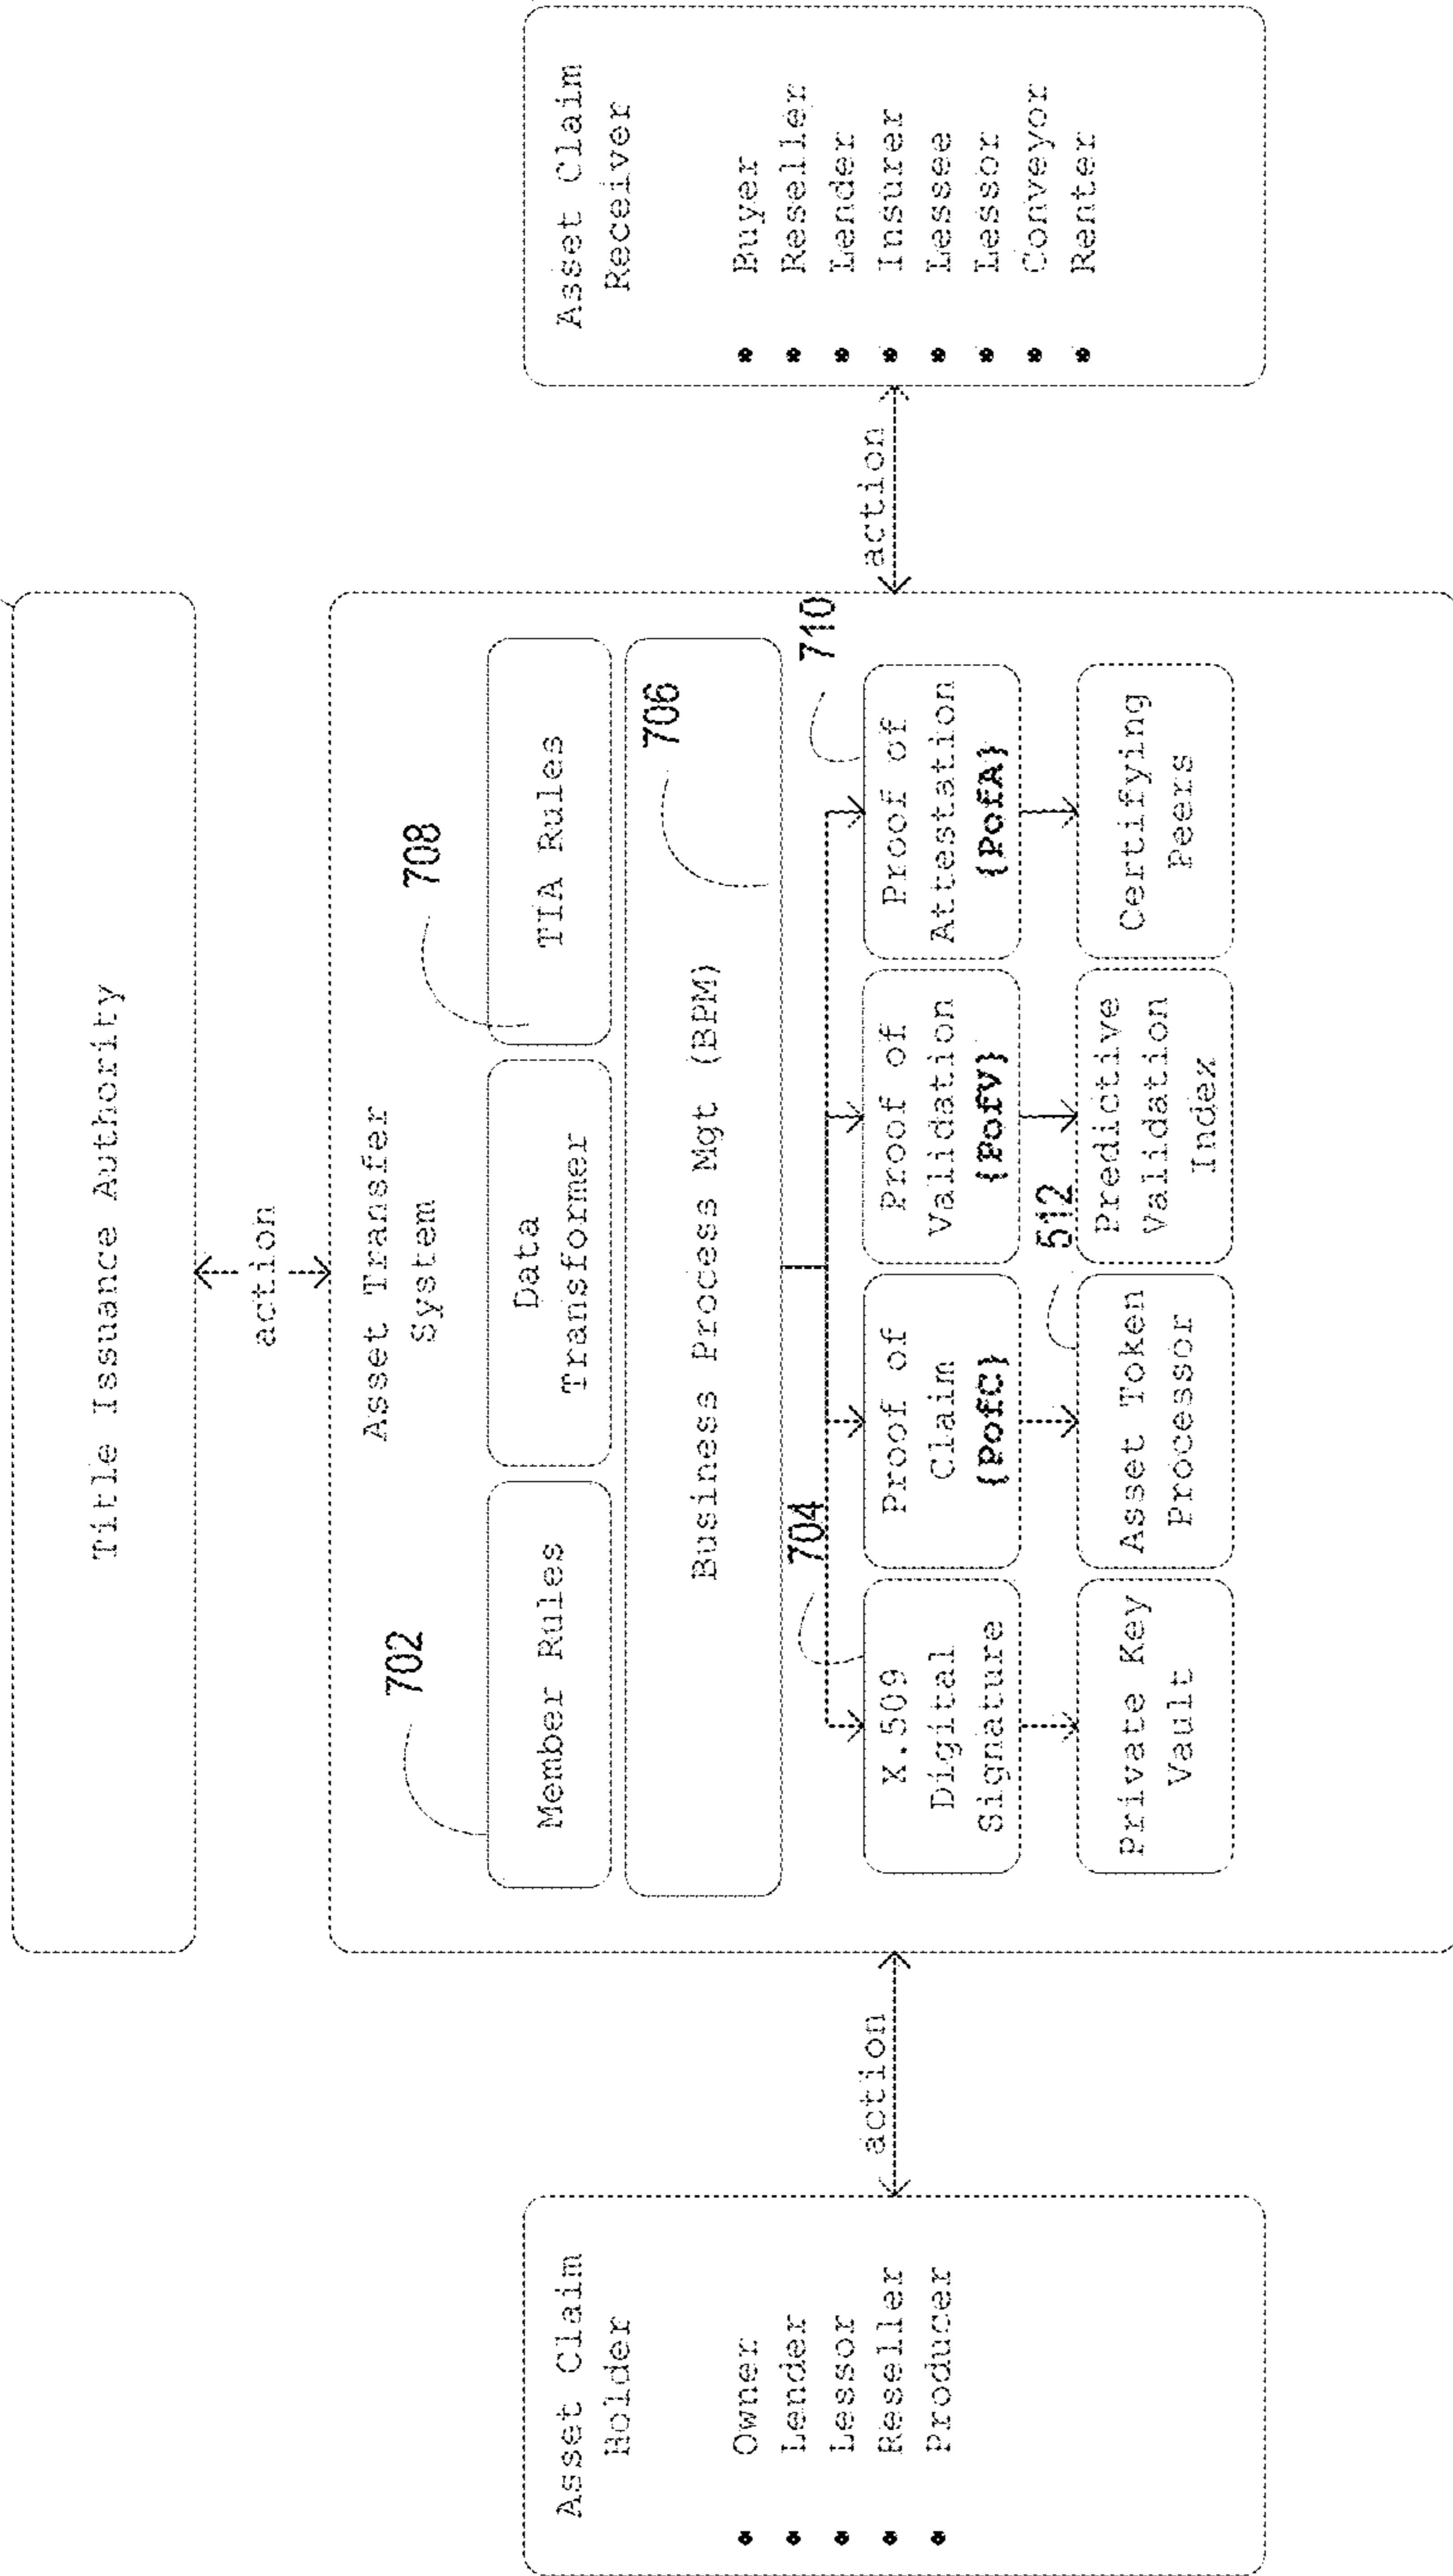 Title Issuance Authority
action
Asset Transfer
System
702
708
Member Rules
Data
Transformer
TIA Rules
Business Process Mgt (BPM)
706
704
710
X.509
Digital
Signature
Proof of
Claim
{PofC}
Proof of
Validation
{PofV}
Proof of
Attestation
{PofA}
512
Private Key
Vault
Asset Token
Processor
Predictive
Validation
Index
Certifying
Peers
Asset Claim
Holder
• Owner
• Lender
• Lessor
• Reseller
• Producer
action
action
Asset Claim
Receiver
• Buyer
• Reseller
• Lender
• Insurer
• Lessee
• Lessor
• Conveyor
• Renter